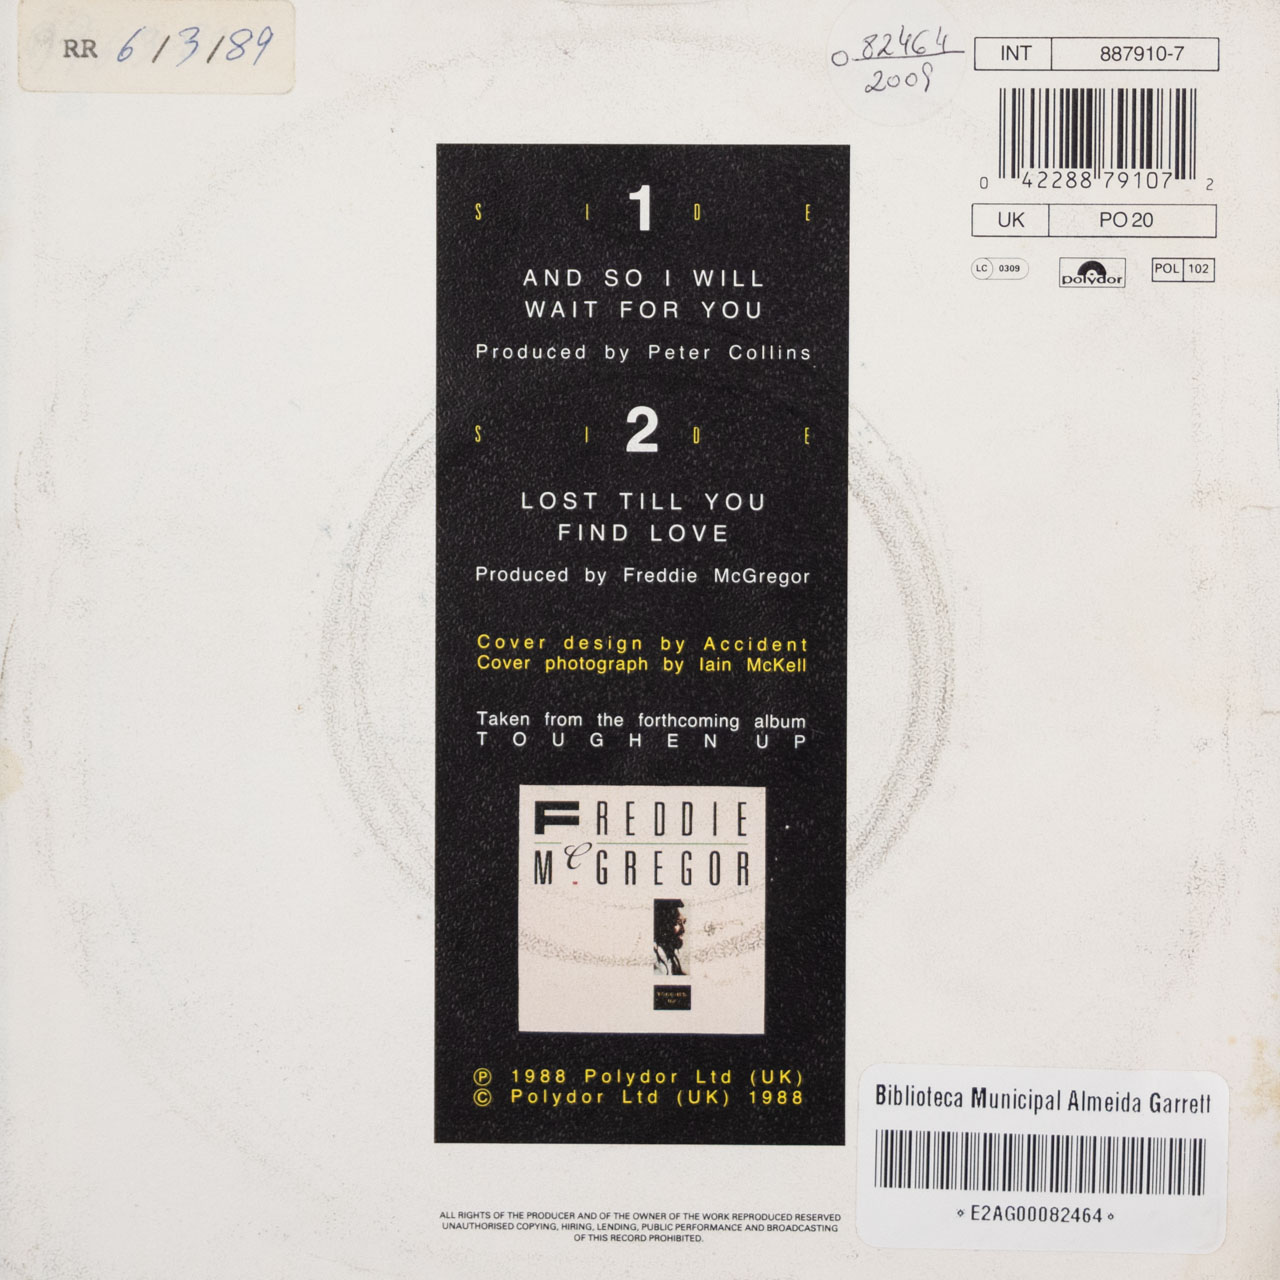 RR 6/3/89
0 82464
2009
INT 887910-7
0 42288 79107 2
UK PO 20
LC 0309
polydor
POL 102
SIDE 1
AND SO I WILL
WAIT FOR YOU
Produced by Peter Collins
SIDE 2
LOST TILL YOU
FIND LOVE
Produced by Freddie McGregor
Cover design by Accident
Cover photograph by Iain McKell
Taken from the forthcoming album
TOUGHEN UP
FREDDIE
McGREGOR
Ⓟ 1988 Polydor Ltd (UK)
© Polydor Ltd (UK) 1988
Biblioteca Municipal Almeida Garrett
E2AG00082464
ALL RIGHTS OF THE PRODUCER AND OF THE OWNER OF THE WORK REPRODUCED RESERVED
UNAUTHORISED COPYING, HIRING, LENDING, PUBLIC PERFORMANCE AND BROADCASTING
OF THIS RECORD PROHIBITED.